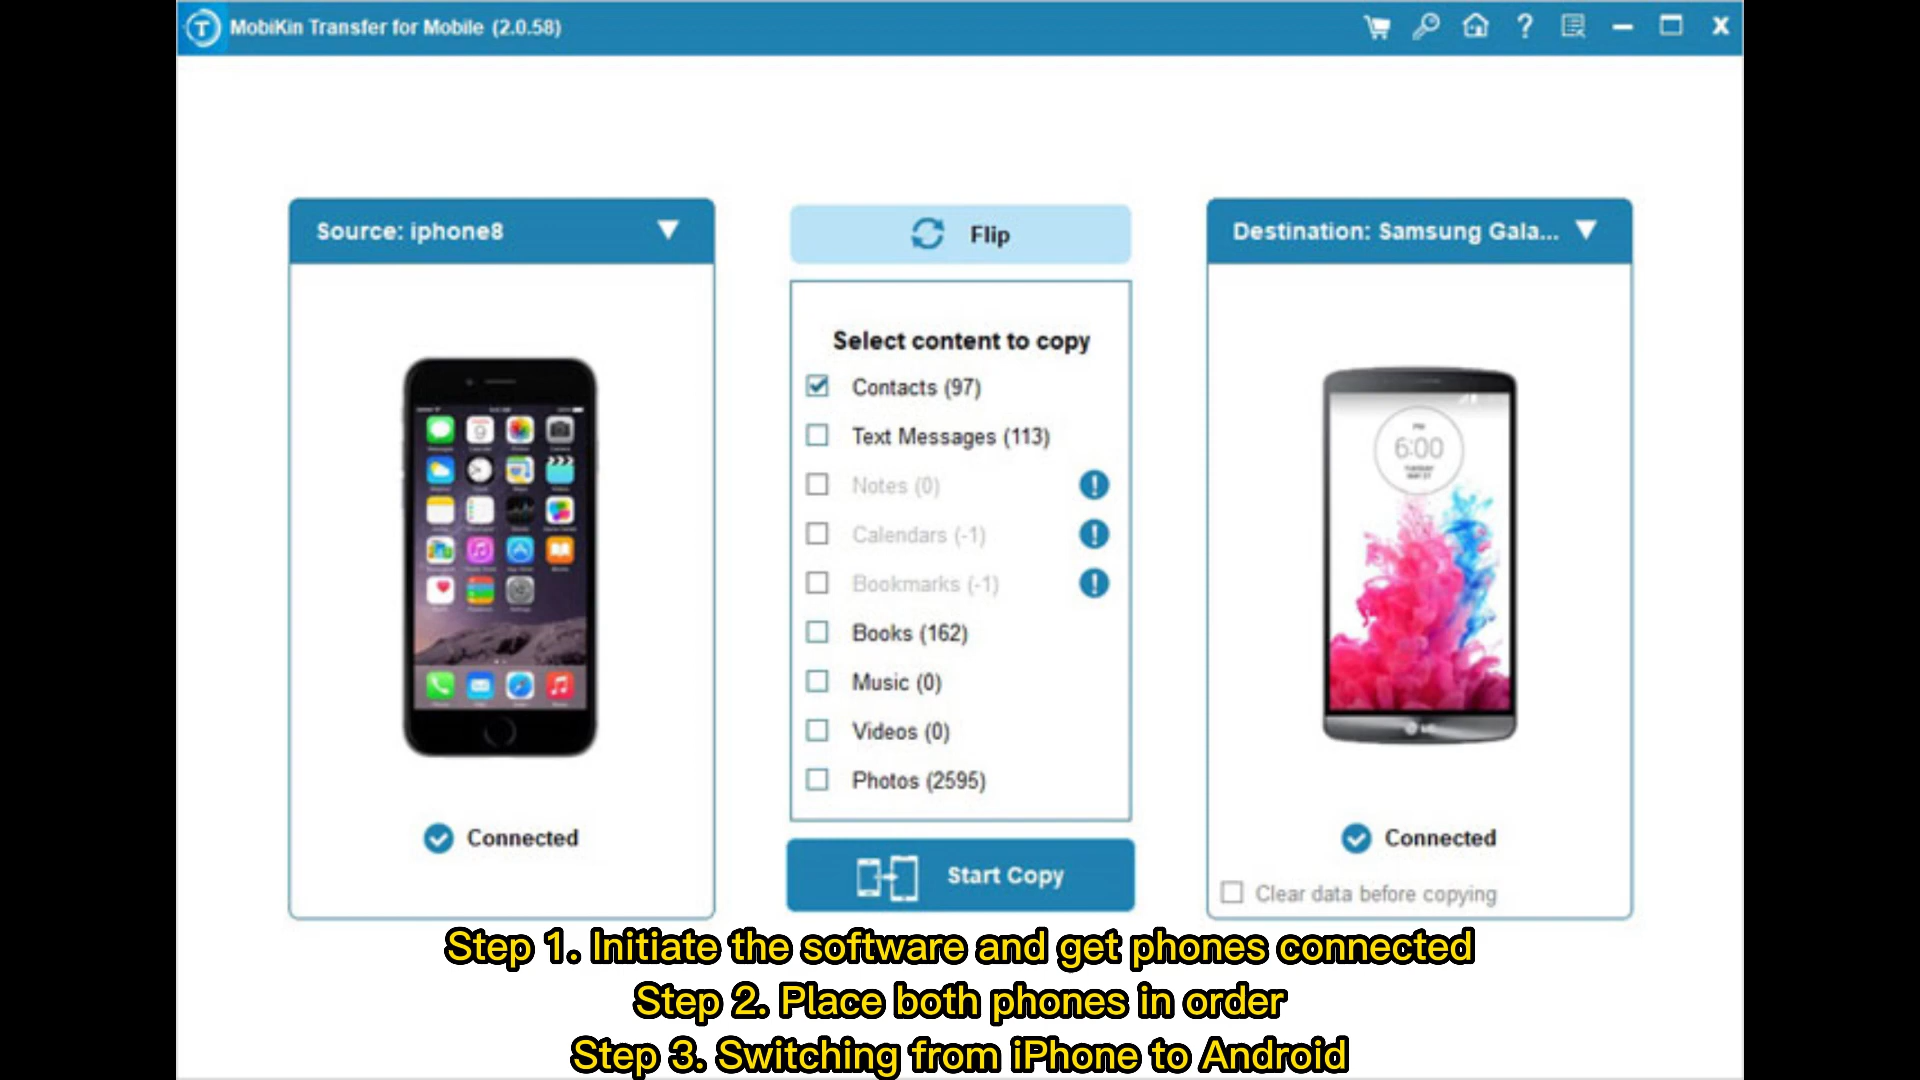 MobiKin Transfer for Mobile (2.0.58)
Source: iphone8
Flip
Destination: Samsung Gala...
Select content to copy
Contacts (97)
Text Messages (113)
Notes (0)
Calendars (-1)
Bookmarks (-1)
Books (162)
Music (0)
Videos (0)
Photos (2595)
6:00
Connected
Connected
Start Copy
Clear data before copying
Step 1. Initiate the software and get phones connected
Step 2. Place both phones in order
Step 3. Switching from iPhone to Android